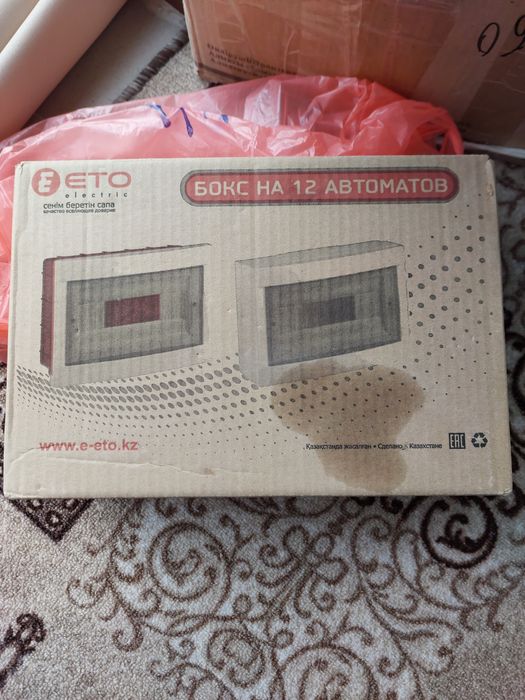 ETO
electric
сенім беретін сапа
качество вселяющее доверие
БОКС НА 12 АВТОМАТОВ
www.e-eto.kz
Қазақстанда жасалған • Сделано в Казахстане
EAC